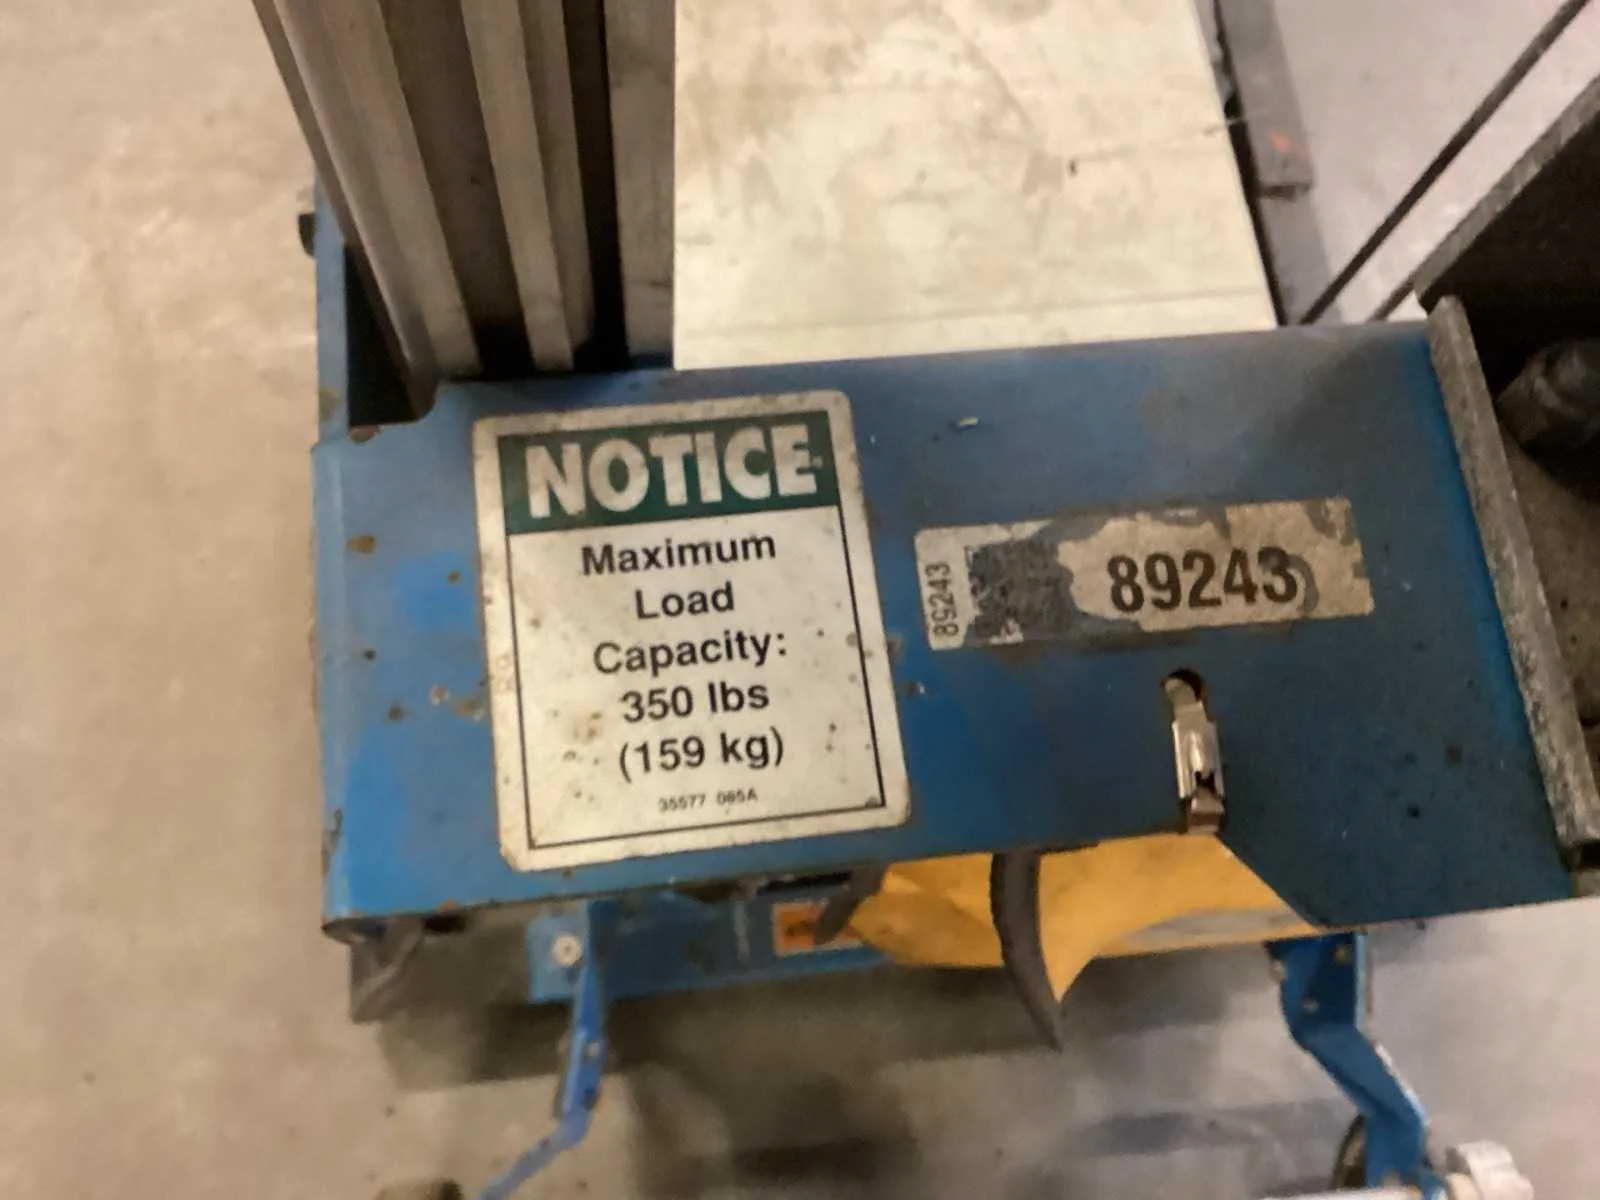 NOTICE
Maximum
Load
Capacity:
350 lbs
(159 kg)
35577 085A
89243
89243